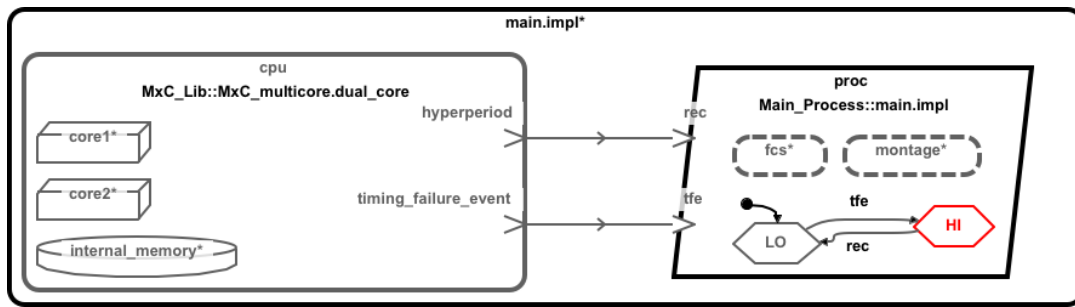 main.impl*
cpu
MxC_Lib::MxC_multicore.dual_core
hyperperiod
core1*
core2*
timing_failure_event
internal_memory*
proc
Main_Process::main.impl
rec
fcs*
montage*
tfe
tfe
LO
HI
rec